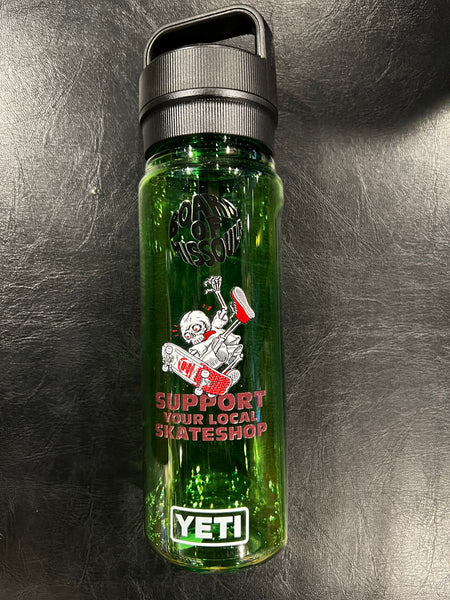 BOARD
OF
MISSOULA
SUPPORT
YOUR LOCAL
SKATESHOP
YETI